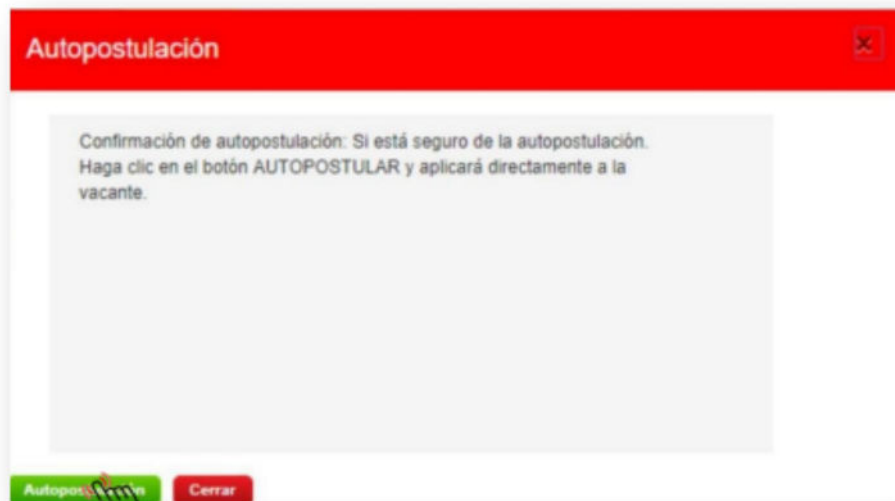 Autopostulación
Confirmación de autopostulación: Si está seguro de la autopostulación.
Haga clic en el botón AUTOPOSTULAR y aplicará directamente a la
vacante.
Cerrar